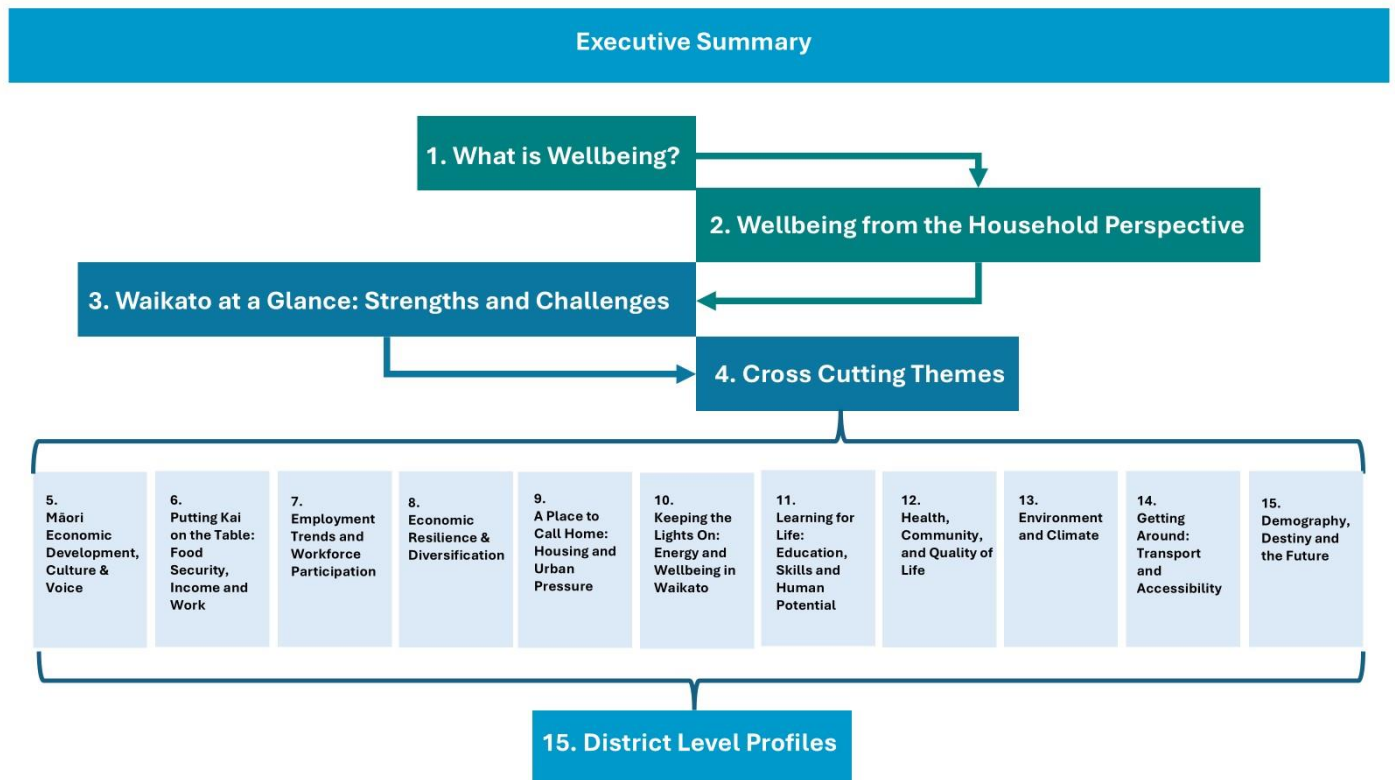 Executive Summary
1. What is Wellbeing?
2. Wellbeing from the Household Perspective
3. Waikato at a Glance: Strengths and Challenges
4. Cross Cutting Themes
5.
Māori
Economic
Development,
Culture &
Voice
6.
Putting Kai
on the Table:
Food
Security,
Income and
Work
7.
Employment
Trends and
Workforce
Participation
8.
Economic
Resilience &
Diversification
9.
A Place to
Call Home:
Housing and
Urban
Pressure
10.
Keeping the
Lights On:
Energy and
Wellbeing in
Waikato
11.
Learning for
Life:
Education,
Skills and
Human
Potential
12.
Health,
Community,
and Quality of
Life
13.
Environment
and Climate
14.
Getting
Around:
Transport
and
Accessibility
15.
Demography,
Destiny and
the Future
15. District Level Profiles